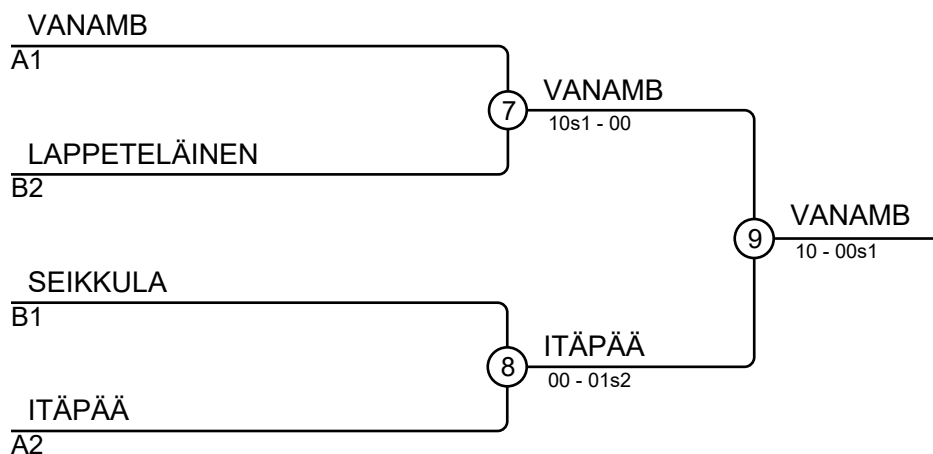 VANAMB
A1
7
VANAMB
10s1 - 00
LAPPETELÄINEN
B2
9
VANAMB
10 - 00s1
SEIKKULA
B1
8
ITÄPÄÄ
00 - 01s2
ITÄPÄÄ
A2